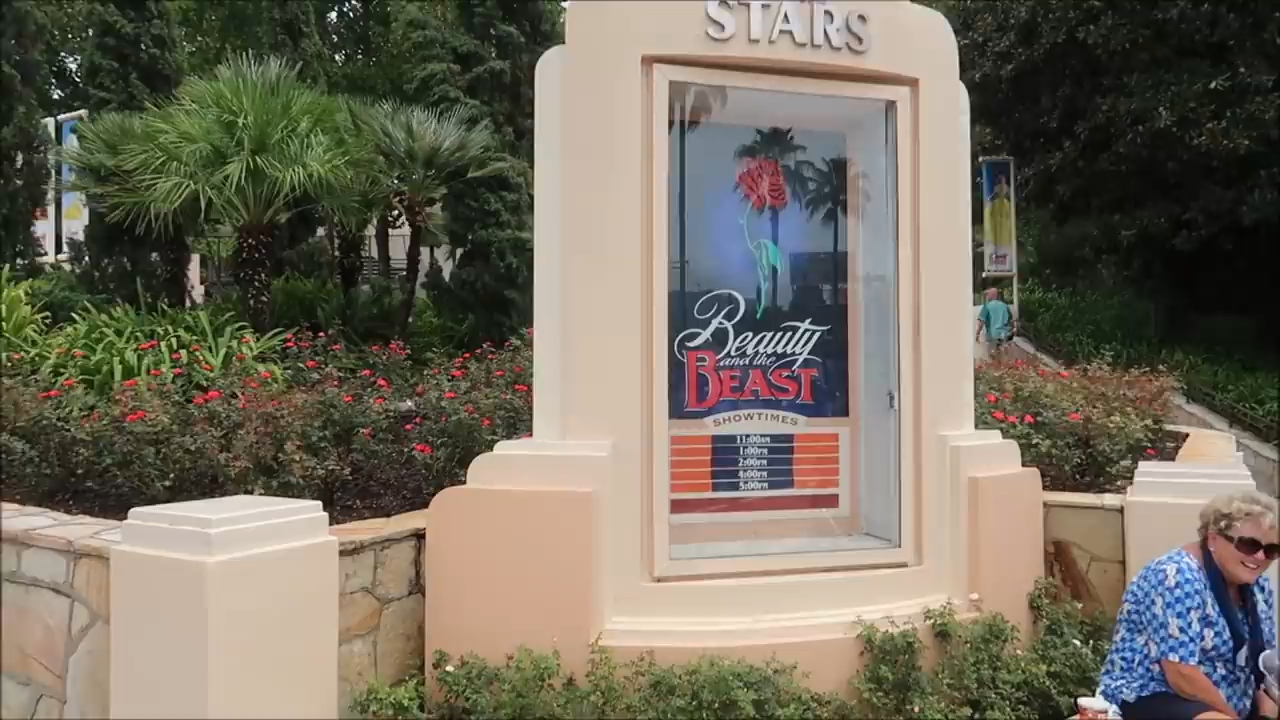 STARS
Beauty
and the
BEAST
SHOWTIMES
11:00AM
1:00PM
2:00PM
4:00PM
5:00PM